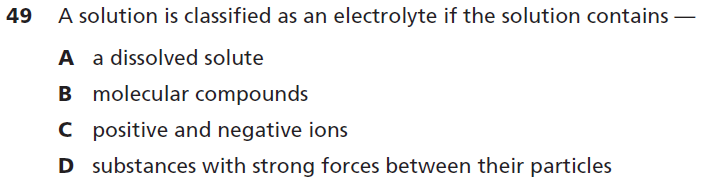 49 A solution is classified as an electrolyte if the solution contains —
A a dissolved solute
B molecular compounds
C positive and negative ions
D substances with strong forces between their particles